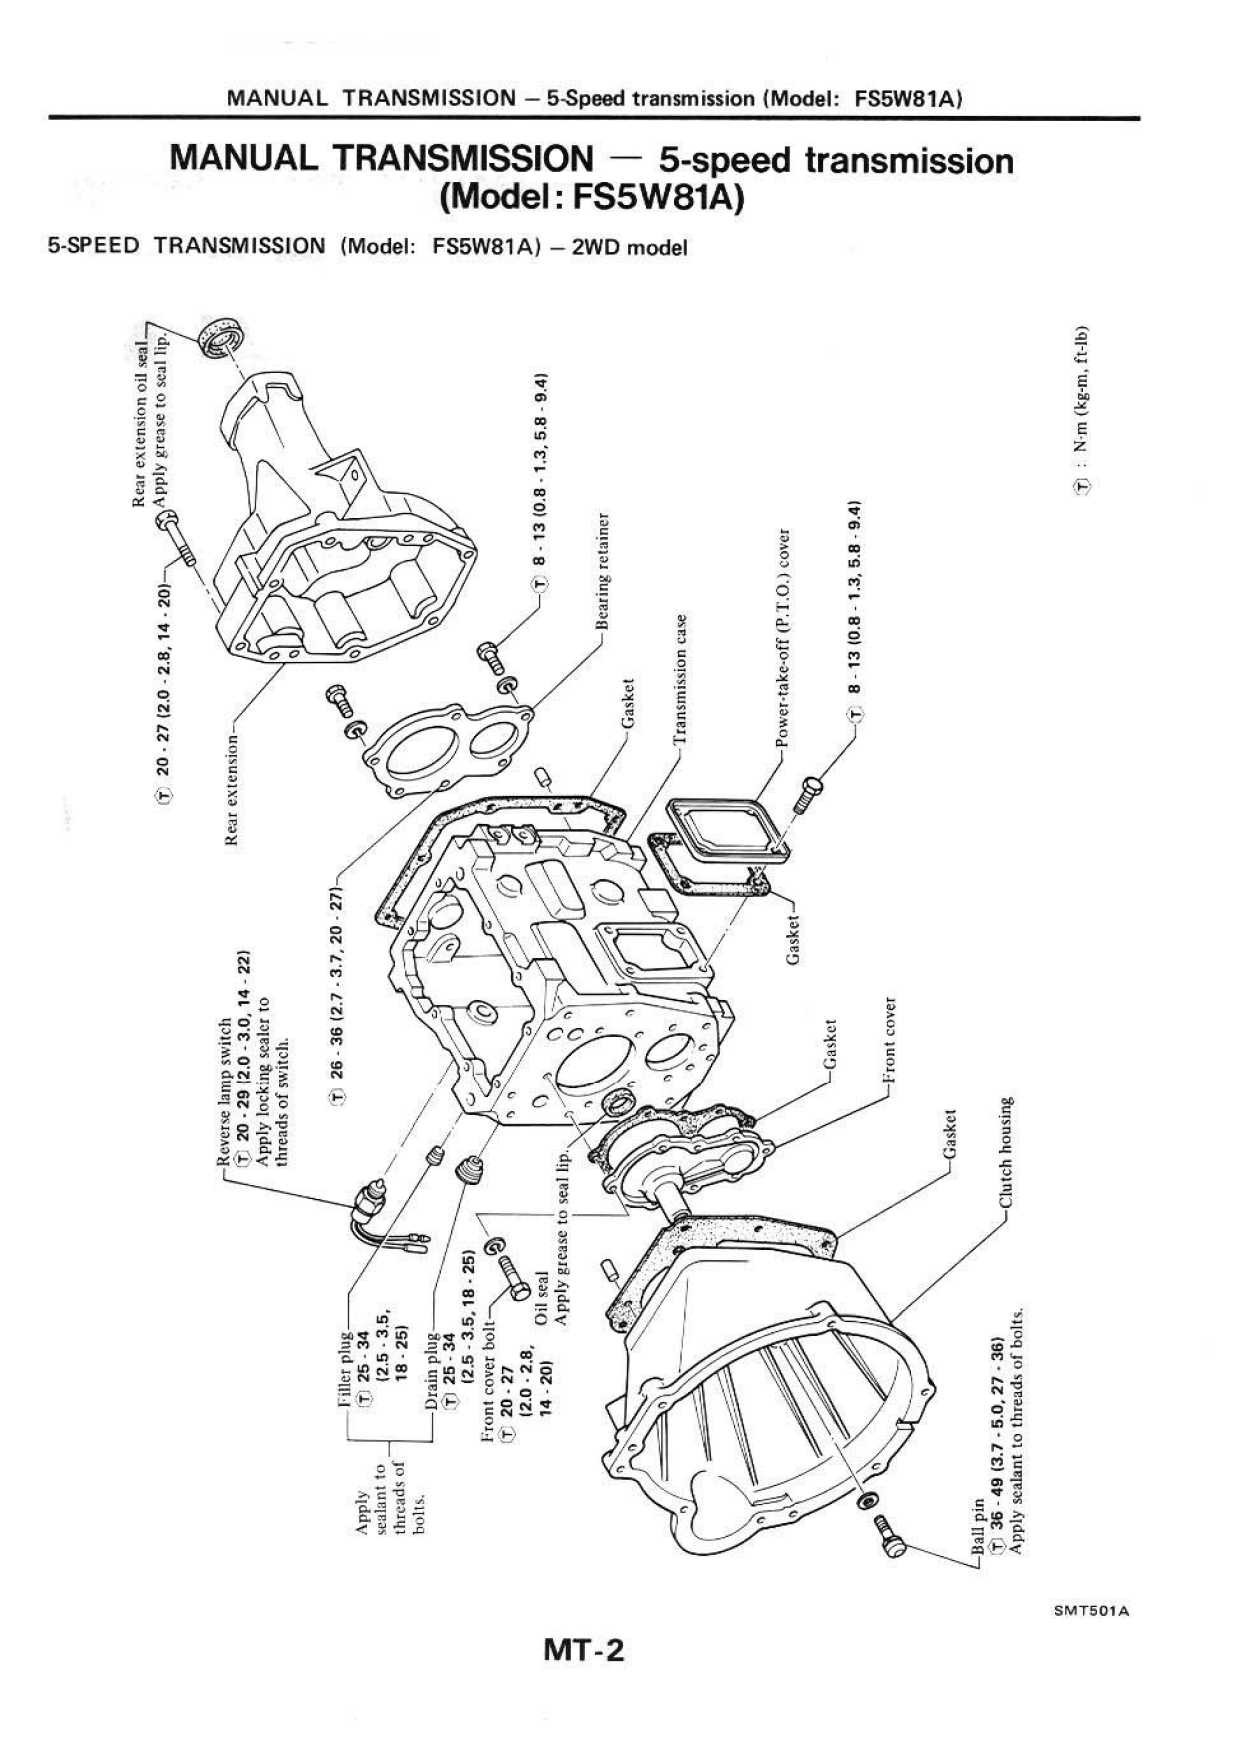 MANUAL TRANSMISSION — 5-Speed transmission (Model: FS5W81A)
MANUAL TRANSMISSION — 5-speed transmission
(Model: FS5W81A)
5-SPEED TRANSMISSION (Model: FS5W81A) — 2WD model
Rear extension oil seal
Apply grease to seal lip.
Ⓣ 20 - 27 (2.0 - 2.8, 14 - 20)
Rear extension
Ⓣ 8 - 13 (0.8 - 1.3, 5.8 - 9.4)
Bearing retainer
Gasket
Transmission case
Power-take-off (P.T.O.) cover
Ⓣ 8 - 13 (0.8 - 1.3, 5.8 - 9.4)
Ⓣ : N·m (kg-m, ft-lb)
Reverse lamp switch
Ⓣ 20 - 29 (2.0 - 3.0, 14 - 22)
Apply locking sealer to
threads of switch.
Ⓣ 26 - 36 (2.7 - 3.7, 20 - 27)
Gasket
Gasket
Front cover
Gasket
Clutch housing
Filler plug
Ⓣ 25 - 34
(2.5 - 3.5,
18 - 25)
Drain plug
Ⓣ 25 - 34
(2.5 - 3.5, 18 - 25)
Front cover bolt
Ⓣ 20 - 27
(2.0 - 2.8,
14 - 20)
Oil seal
Apply grease to seal lip.
Apply
sealant to
threads of
bolts.
Ball pin
Ⓣ 36 - 49 (3.7 - 5.0, 27 - 36)
Apply sealant to threads of bolts.
SMT501A
MT-2